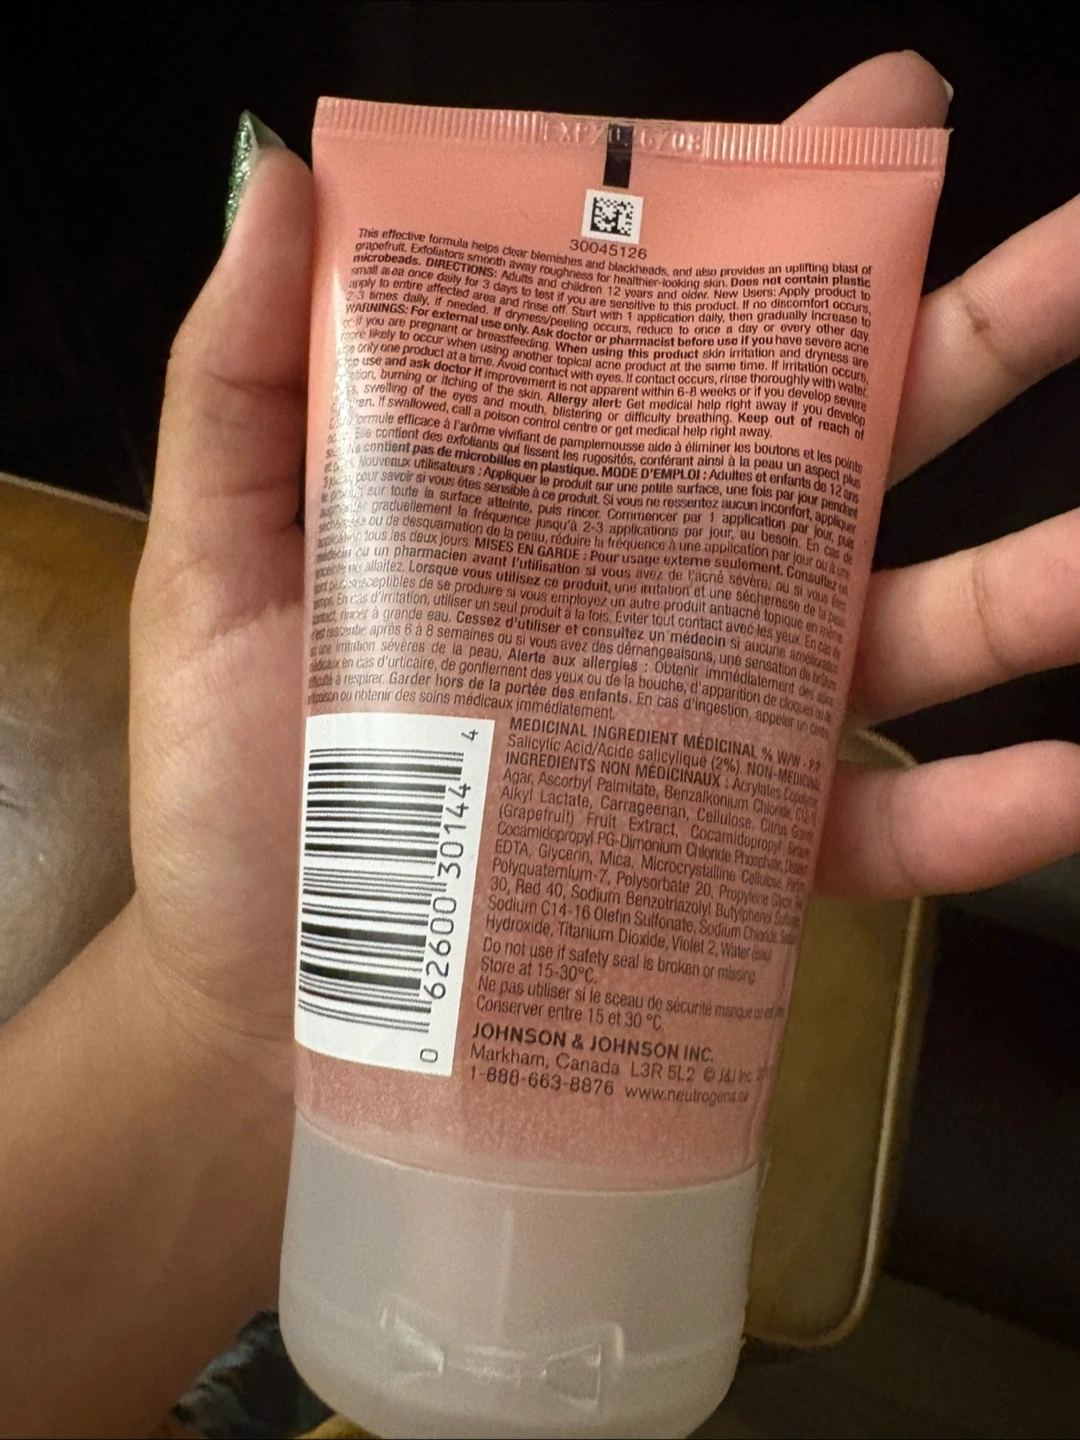 This effective formula helps clear blemishes and blackheads, and also provides an uplifting blast of
grapefruit. Exfoliators smooth away roughness for healthier-looking skin. Does not contain plastic
microbeads. DIRECTIONS: Adults and children 12 years and older. New Users: Apply product to
small area once daily for 3 days to test if you are sensitive to this product. If no discomfort occurs,
apply to entire affected area and rinse off. Start with 1 application daily, then gradually increase to
2-3 times daily, if needed. If dryness/peeling occurs, reduce to once a day or every other day.
WARNINGS: For external use only. Ask doctor or pharmacist before use if you have severe acne
or if you are pregnant or breastfeeding. When using this product skin irritation and dryness are
more likely to occur when using another topical acne product at the same time. If irritation occurs,
use only one product at a time. Avoid contact with eyes. If contact occurs, rinse thoroughly with water.
use and ask doctor if improvement is not apparent within 6-8 weeks or if you develop severe
burning or itching of the skin. Allergy alert: Get medical help right away if you develop
swelling of the eyes and mouth, blistering or difficulty breathing. Keep out of reach of
If swallowed, call a poison control centre or get medical help right away.
formule efficace à l'arôme vivifiant de pamplemousse aide à éliminer les boutons et les points
Elle contient des exfoliants qui lissent les rugosités, conférant ainsi à la peau un aspect plus
contient pas de microbilles en plastique. MODE D'EMPLOI : Adultes et enfants de 12 ans
Nouveaux utilisateurs : Appliquer le produit sur une petite surface, une fois par jour pendant
pour savoir si vous êtes sensible à ce produit. Si vous ne ressentez aucun inconfort, appliquer
sur toute la surface atteinte, puis rincer. Commencer par 1 application par jour, puis
graduellement la fréquence jusqu'à 2-3 applications par jour, au besoin. En cas de
ou de desquamation de la peau, réduire la fréquence à une application par jour ou à une
tous les deux jours. MISES EN GARDE : Pour usage externe seulement. Consultez un
médecin ou un pharmacien avant l'utilisation si vous avez de l'acné sévère, ou si vous êtes
ou allaitez. Lorsque vous utilisez ce produit, une irritation et une sécheresse de la peau
susceptibles de se produire si vous employez un autre produit antiacné topique en même
temps. En cas d'irritation, utiliser un seul produit à la fois. Éviter tout contact avec les yeux. En cas de
contact, rincer à grande eau. Cessez d'utiliser et consultez un médecin si aucune amélioration
n'est ressentie après 6 à 8 semaines ou si vous avez des démangeaisons, une sensation de brûlure
ou une irritation sévères de la peau. Alerte aux allergies : Obtenir immédiatement des soins
médicaux en cas d'urticaire, de gonflement des yeux ou de la bouche, d'apparition de cloques ou de
difficulté à respirer. Garder hors de la portée des enfants. En cas d'ingestion, appeler un centre
antipoison ou obtenir des soins médicaux immédiatement.
30045126
MEDICINAL INGREDIENT MÉDICINAL % W/W - P/P
Salicylic Acid/Acide salicylique (2%). NON-MEDICINAL
INGREDIENTS NON MÉDICINAUX : Acrylates Copolymer,
Agar, Ascorbyl Palmitate, Benzalkonium Chloride, C12-15
Alkyl Lactate, Carrageenan, Cellulose, Citrus Grandis
(Grapefruit) Fruit Extract, Cocamidopropyl Betaine,
Cocamidopropyl PG-Dimonium Chloride Phosphate, Disodium
EDTA, Glycerin, Mica, Microcrystalline Cellulose, Parfum,
Polyquaternium-7, Polysorbate 20, Propylene Glycol, Red
30, Red 40, Sodium Benzotriazolyl Butylphenol Sulfonate,
Sodium C14-16 Olefin Sulfonate, Sodium Chloride, Sodium
Hydroxide, Titanium Dioxide, Violet 2, Water (eau)
Do not use if safety seal is broken or missing.
Store at 15-30°C.
Ne pas utiliser si le sceau de sécurité manque ou est
Conserver entre 15 et 30 °C.
JOHNSON & JOHNSON INC.
Markham, Canada L3R 5L2 © J&J Inc.
1-888-663-8876 www.neutrogena.ca
0 62600 30144 4